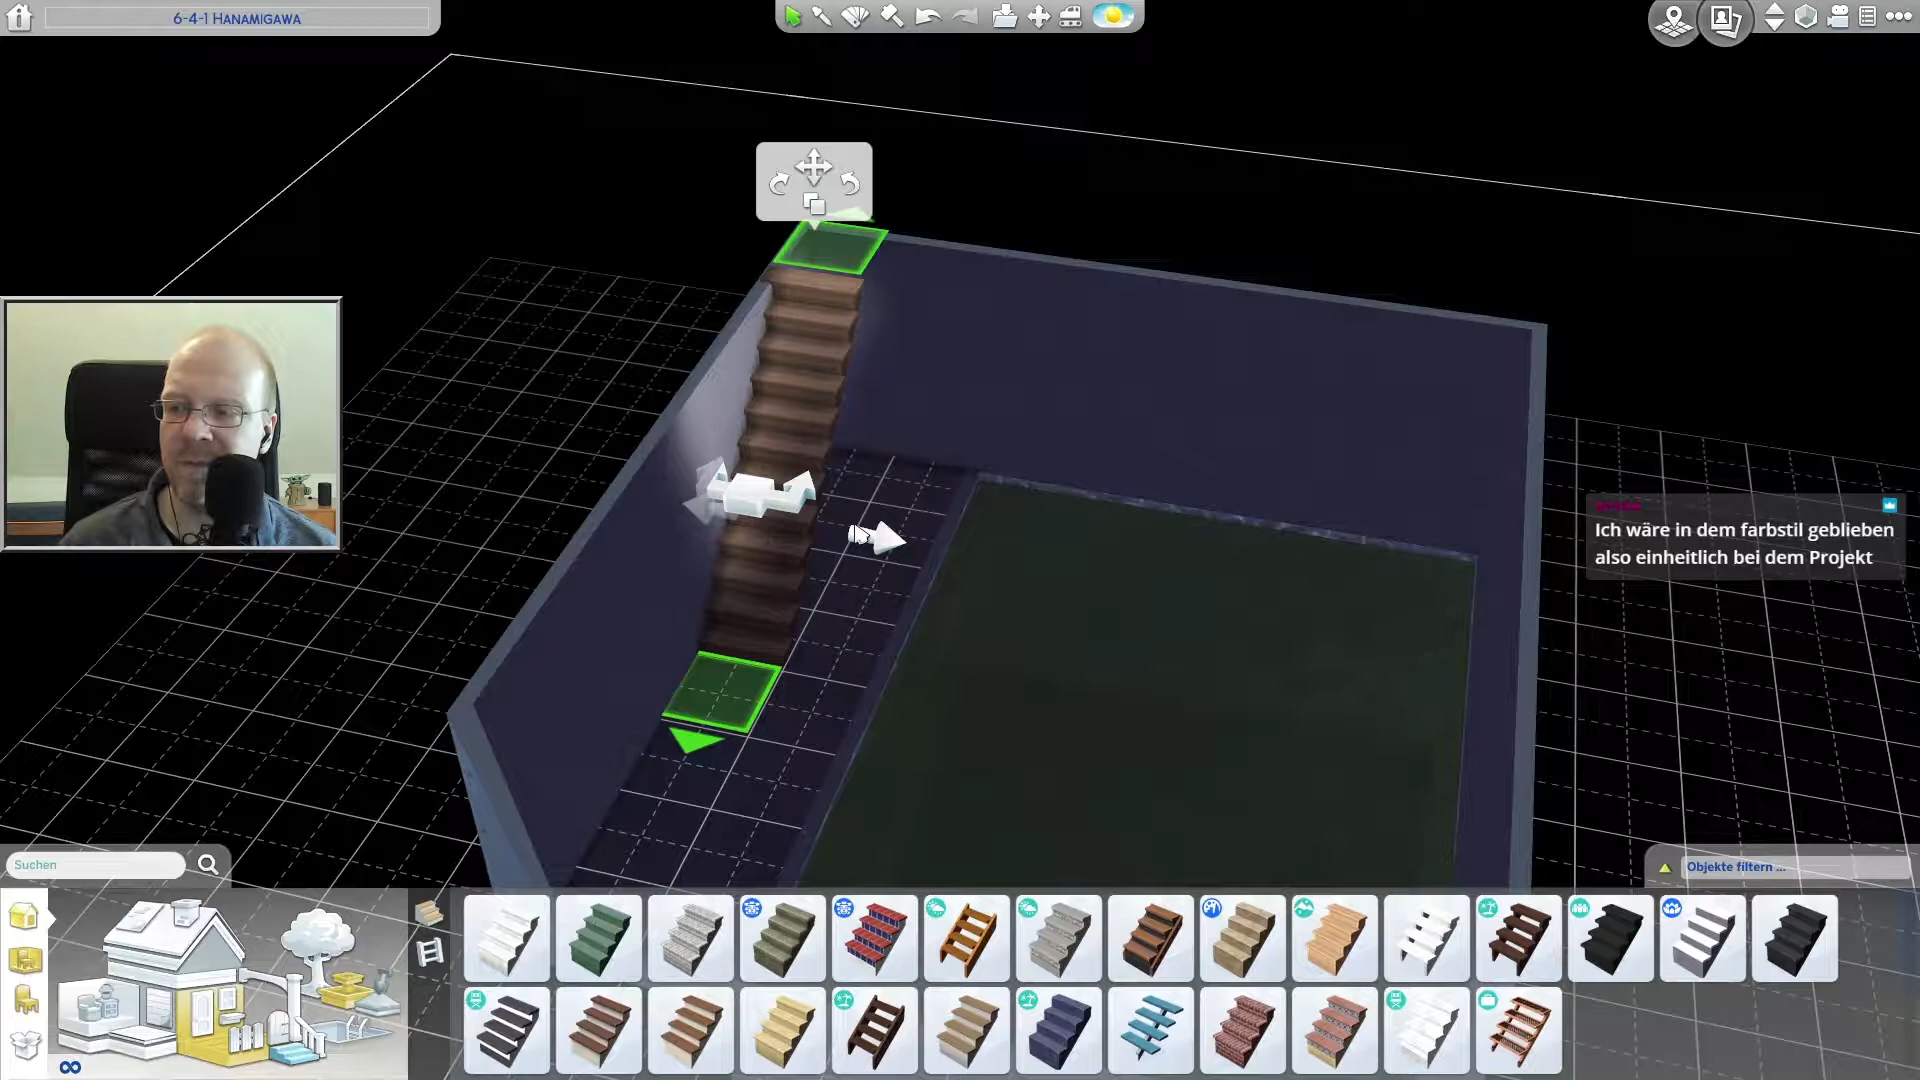 6-4-1 HANAMIGAWA
Ich wäre in dem farbstil geblieben
also einheitlich bei dem Projekt
Suchen
Objekte filtern ...